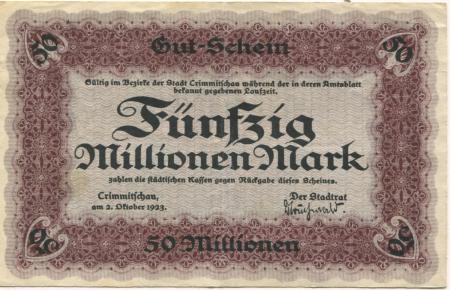 50 Gut-Schein 50
Gültig im Bezirke der Stadt Crimmitschau während der in deren Amtsblatt
bekannt gegebenen Laufzeit.
Fünfzig
Millionen Mark
zahlen die städtischen Kassen gegen Rückgabe dieses Scheines.
Crimmitschau, Der Stadtrat
am 2. Oktober 1923.
50 50 Millionen 50